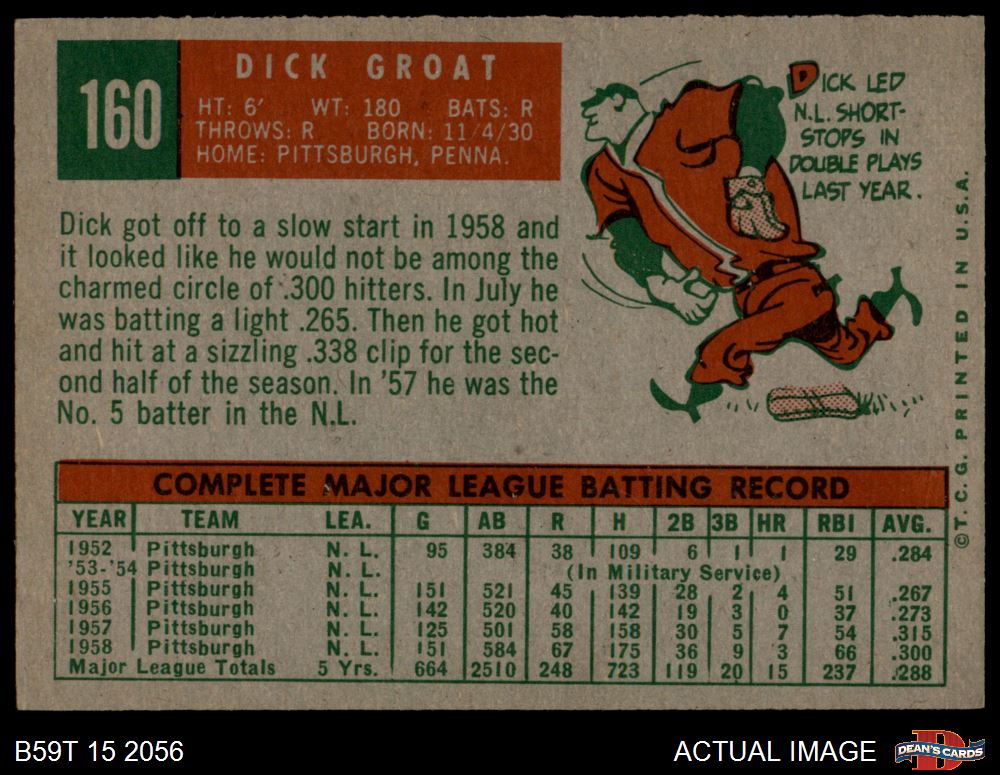 160
DICK GROAT
HT: 6' WT: 180 BATS: R
THROWS: R BORN: 11/4/30
HOME: PITTSBURGH, PENNA.
DICK LED
N.L. SHORT-
STOPS IN
DOUBLE PLAYS
LAST YEAR.
Dick got off to a slow start in 1958 and
it looked like he would not be among the
charmed circle of .300 hitters. In July he
was batting a light .265. Then he got hot
and hit at a sizzling .338 clip for the sec-
ond half of the season. In '57 he was the
No. 5 batter in the N.L.
COMPLETE MAJOR LEAGUE BATTING RECORD
YEAR TEAM LEA. G AB R H 2B 3B HR RBI AVG.
1952 Pittsburgh N. L. 95 384 38 109 6 1 1 29 .284
'53-'54 Pittsburgh N. L. (In Military Service)
1955 Pittsburgh N. L. 151 521 45 139 28 2 4 51 .267
1956 Pittsburgh N. L. 142 520 40 142 19 3 0 37 .273
1957 Pittsburgh N. L. 125 501 58 158 30 5 7 54 .315
1958 Pittsburgh N. L. 151 584 67 175 36 9 3 66 .300
Major League Totals 5 Yrs. 664 2510 248 723 119 20 15 237 .288
© T. C. G. PRINTED IN U.S.A.
B59T 15 2056
ACTUAL IMAGE
DEAN'S CARDS